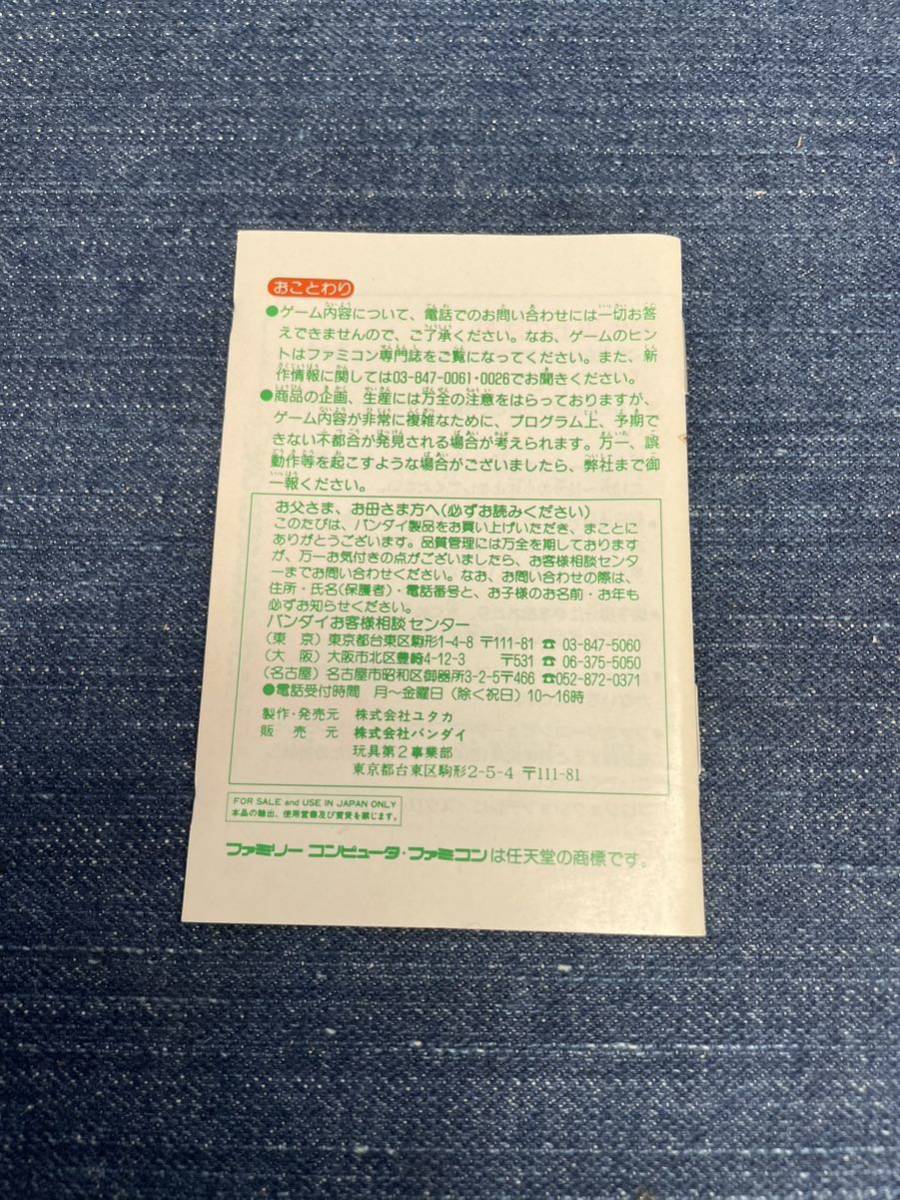 おことわり
●ゲーム内容について、電話でのお問い合わせには一切お答
えできませんので、ご了承ください。なお、ゲームのヒン
トはファミコン専門誌をご覧になってください。また、新
作情報に関しては03-847-0061・0026でお聞きください。
●商品の企画、生産には万全の注意をはらっておりますが、
ゲーム内容が非常に複雑なために、プログラム上、予期で
きない不都合が発見される場合が考えられます。万一、誤
動作等を起こすような場合がございましたら、弊社まで御
一報ください。
お父さま、お母さま方へ(必ずお読みください)
このたびは、バンダイ製品をお買い上げいただき、まことに
ありがとうございます。品質管理には万全を期しております
が、万一お気付きの点がございましたら、お客様相談センタ
ーまでお問い合わせください。なお、お問い合わせの際は、
住所・氏名(保護者)・電話番号と、お子様のお名前・お年も
必ずお知らせください。
バンダイお客様相談センター
(東　京) 東京都台東区駒形1-4-8 〒111-81 ☎ 03-847-5060
(大　阪) 大阪市北区豊崎4-12-3 〒531 ☎ 06-375-5050
(名古屋) 名古屋市昭和区御器所3-2-5〒466 ☎052-872-0371
●電話受付時間　月〜金曜日(除く祝日)10〜16時
製作・発売元　株式会社ユタカ
販　売　元　株式会社バンダイ
玩具第2事業部
東京都台東区駒形2-5-4 〒111-81
FOR SALE and USE IN JAPAN ONLY
本品の輸出、使用営業及び賃貸を禁じます。
ファミリーコンピュータ・ファミコンは任天堂の商標です。